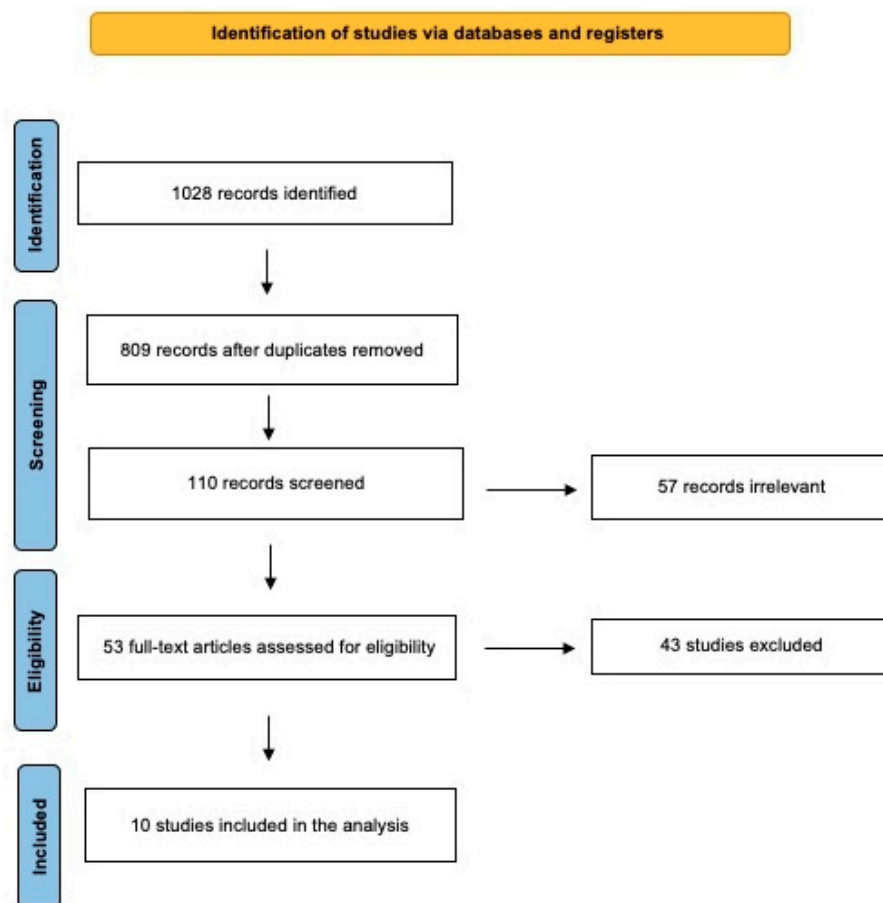 Identification of studies via databases and registers
Identification
1028 records identified
Screening
809 records after duplicates removed
110 records screened
57 records irrelevant
Eligibility
53 full-text articles assessed for eligibility
43 studies excluded
Included
10 studies included in the analysis